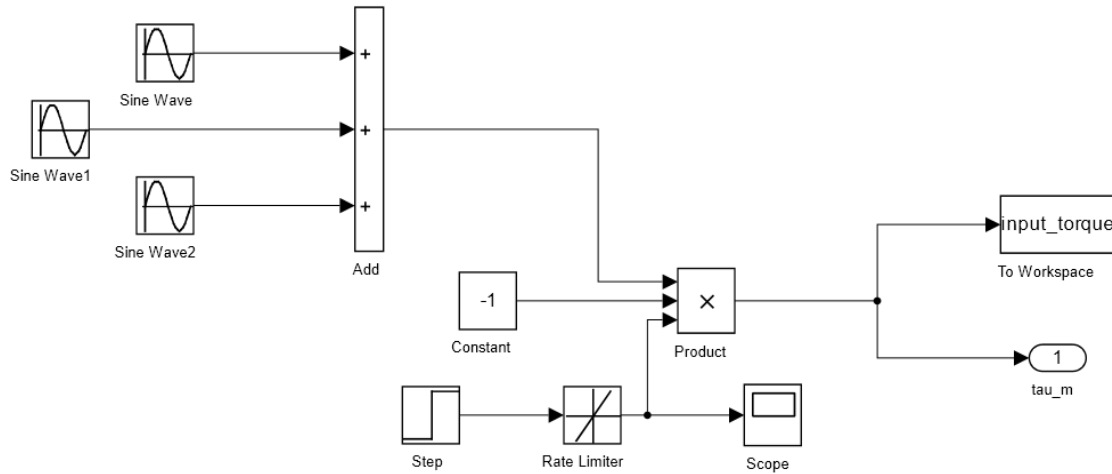 +
Sine Wave
+
Sine Wave1
+
Sine Wave2
Add
input_torque
To Workspace
-1
Constant
×
Product
1
tau_m
Step
Rate Limiter
Scope